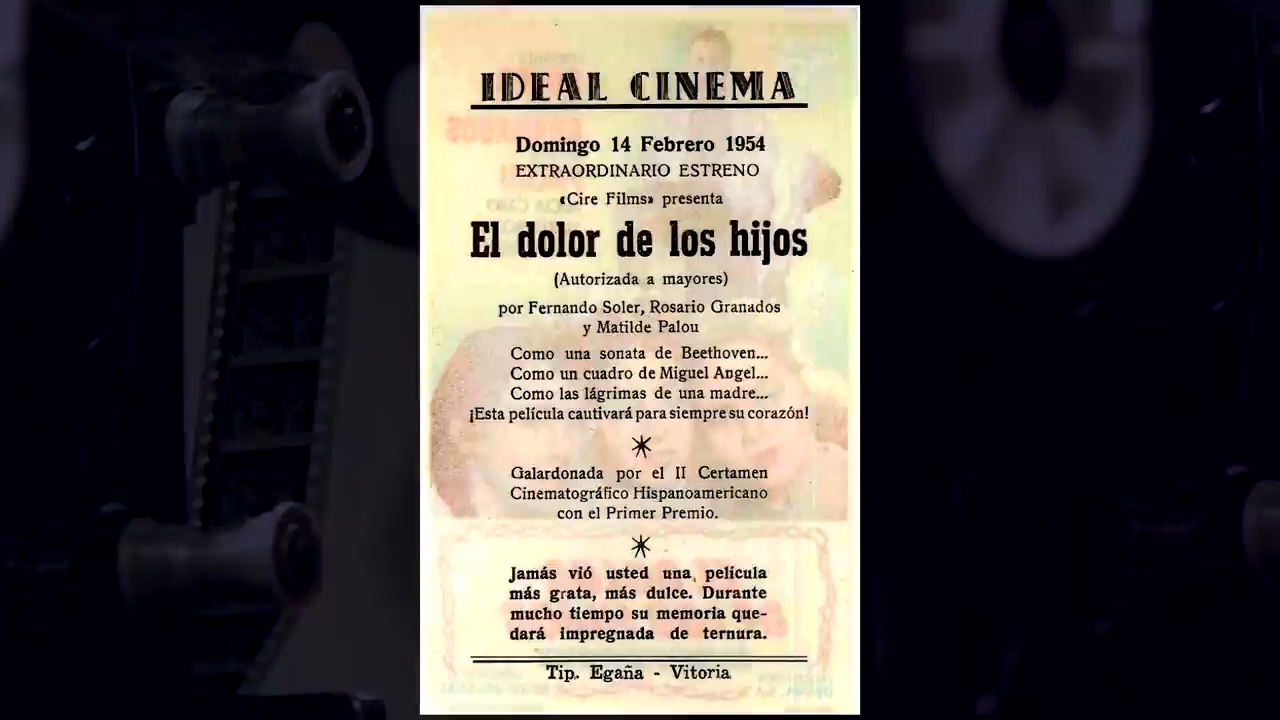 IDEAL CINEMA
Domingo 14 Febrero 1954
EXTRAORDINARIO ESTRENO
«Cire Films» presenta
El dolor de los hijos
(Autorizada a mayores)
por Fernando Soler, Rosario Granados
y Matilde Palou
Como una sonata de Beethoven...
Como un cuadro de Miguel Angel...
Como las lágrimas de una madre...
¡Esta película cautivará para siempre su corazón!
Galardonada por el II Certamen
Cinematográfico Hispanoamericano
con el Primer Premio.
Jamás vió usted una película
más grata, más dulce. Durante
mucho tiempo su memoria que-
dará impregnada de ternura.
Tip. Egaña - Vitoria